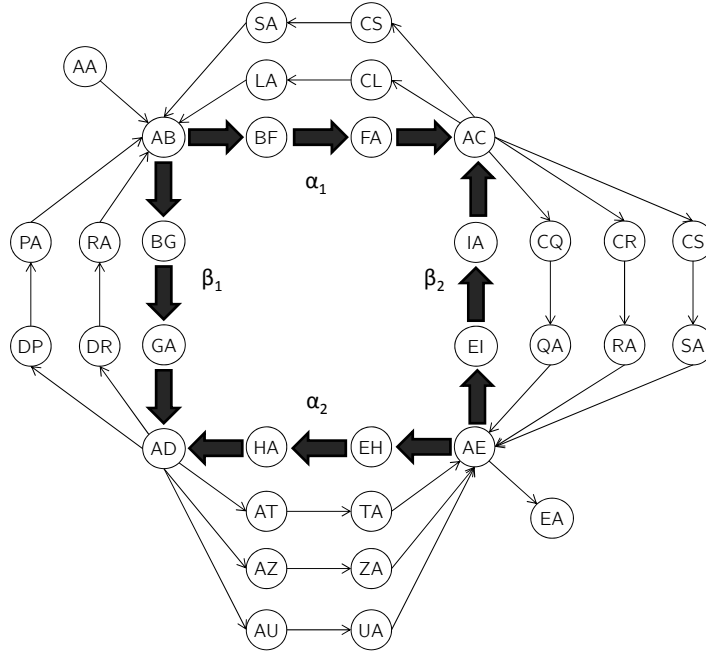 SA CS
AA
LA CL
AB BF FA AC
α1
PA RA BG IA CQ CR CS
β1 β2
DP DR GA EI QA RA SA
α2
AD HA EH AE
AT TA
EA
AZ ZA
AU UA